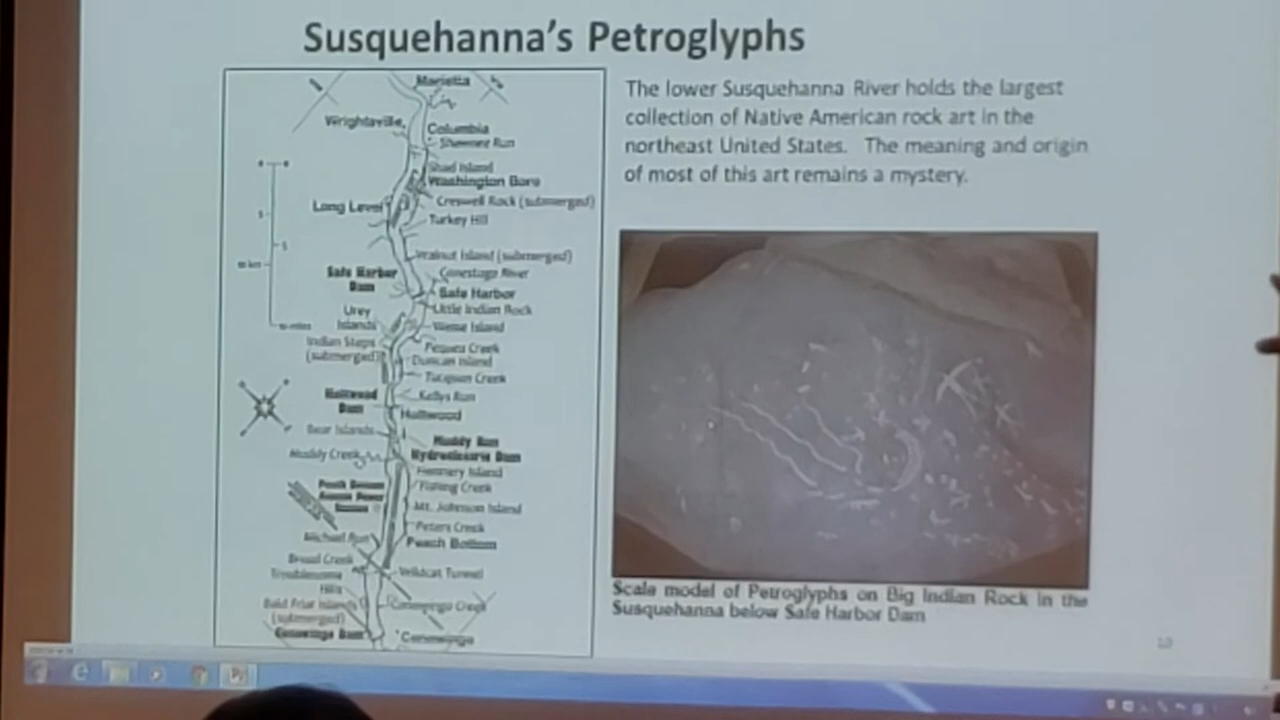 Susquehanna's Petroglyphs
The lower Susquehanna River holds the largest
collection of Native American rock art in the
northeast United States. The meaning and origin
of most of this art remains a mystery.
Marietta
Wrightsville
Columbia
Shawnee Run
Shad Island
Washington Boro
Creswell Rock (submerged)
Long Level
Turkey Hill
Walnut Island (submerged)
Conestoga River
Safe Harbor
Dam
Safe Harbor
Little Indian Rock
Urey
Islands
Indian Steps
(submerged)
Pequea Creek
Duncan Island
Tucquan Creek
Kellys Run
Holtwood
Dam
Holtwood
Bear Islands
Muddy Run
Hydroelectric Dam
Muddy Creek
Hennery Island
Fishing Creek
Peach Bottom
Mt. Johnson Island
Peters Creek
Michael Run
Peach Bottom
Broad Creek
Wildcat Tunnel
Troublesome
Hills
Bald Friar Islands
(submerged)
Conowingo Creek
Conowingo Dam
Conowingo
Scale model of Petroglyphs on Big Indian Rock in the
Susquehanna below Safe Harbor Dam